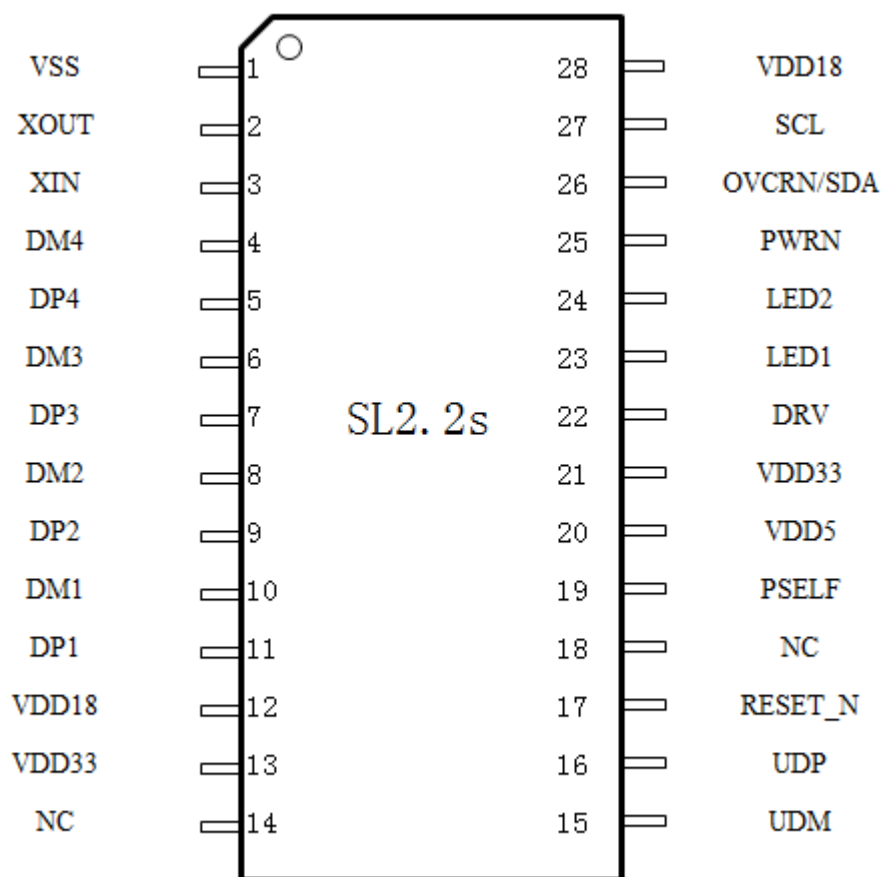 VSS 1 28 VDD18
XOUT 2 27 SCL
XIN 3 26 OVCRN/SDA
DM4 4 25 PWRN
DP4 5 24 LED2
DM3 6 23 LED1
DP3 7 SL2.2s 22 DRV
DM2 8 21 VDD33
DP2 9 20 VDD5
DM1 10 19 PSELF
DP1 11 18 NC
VDD18 12 17 RESET_N
VDD33 13 16 UDP
NC 14 15 UDM